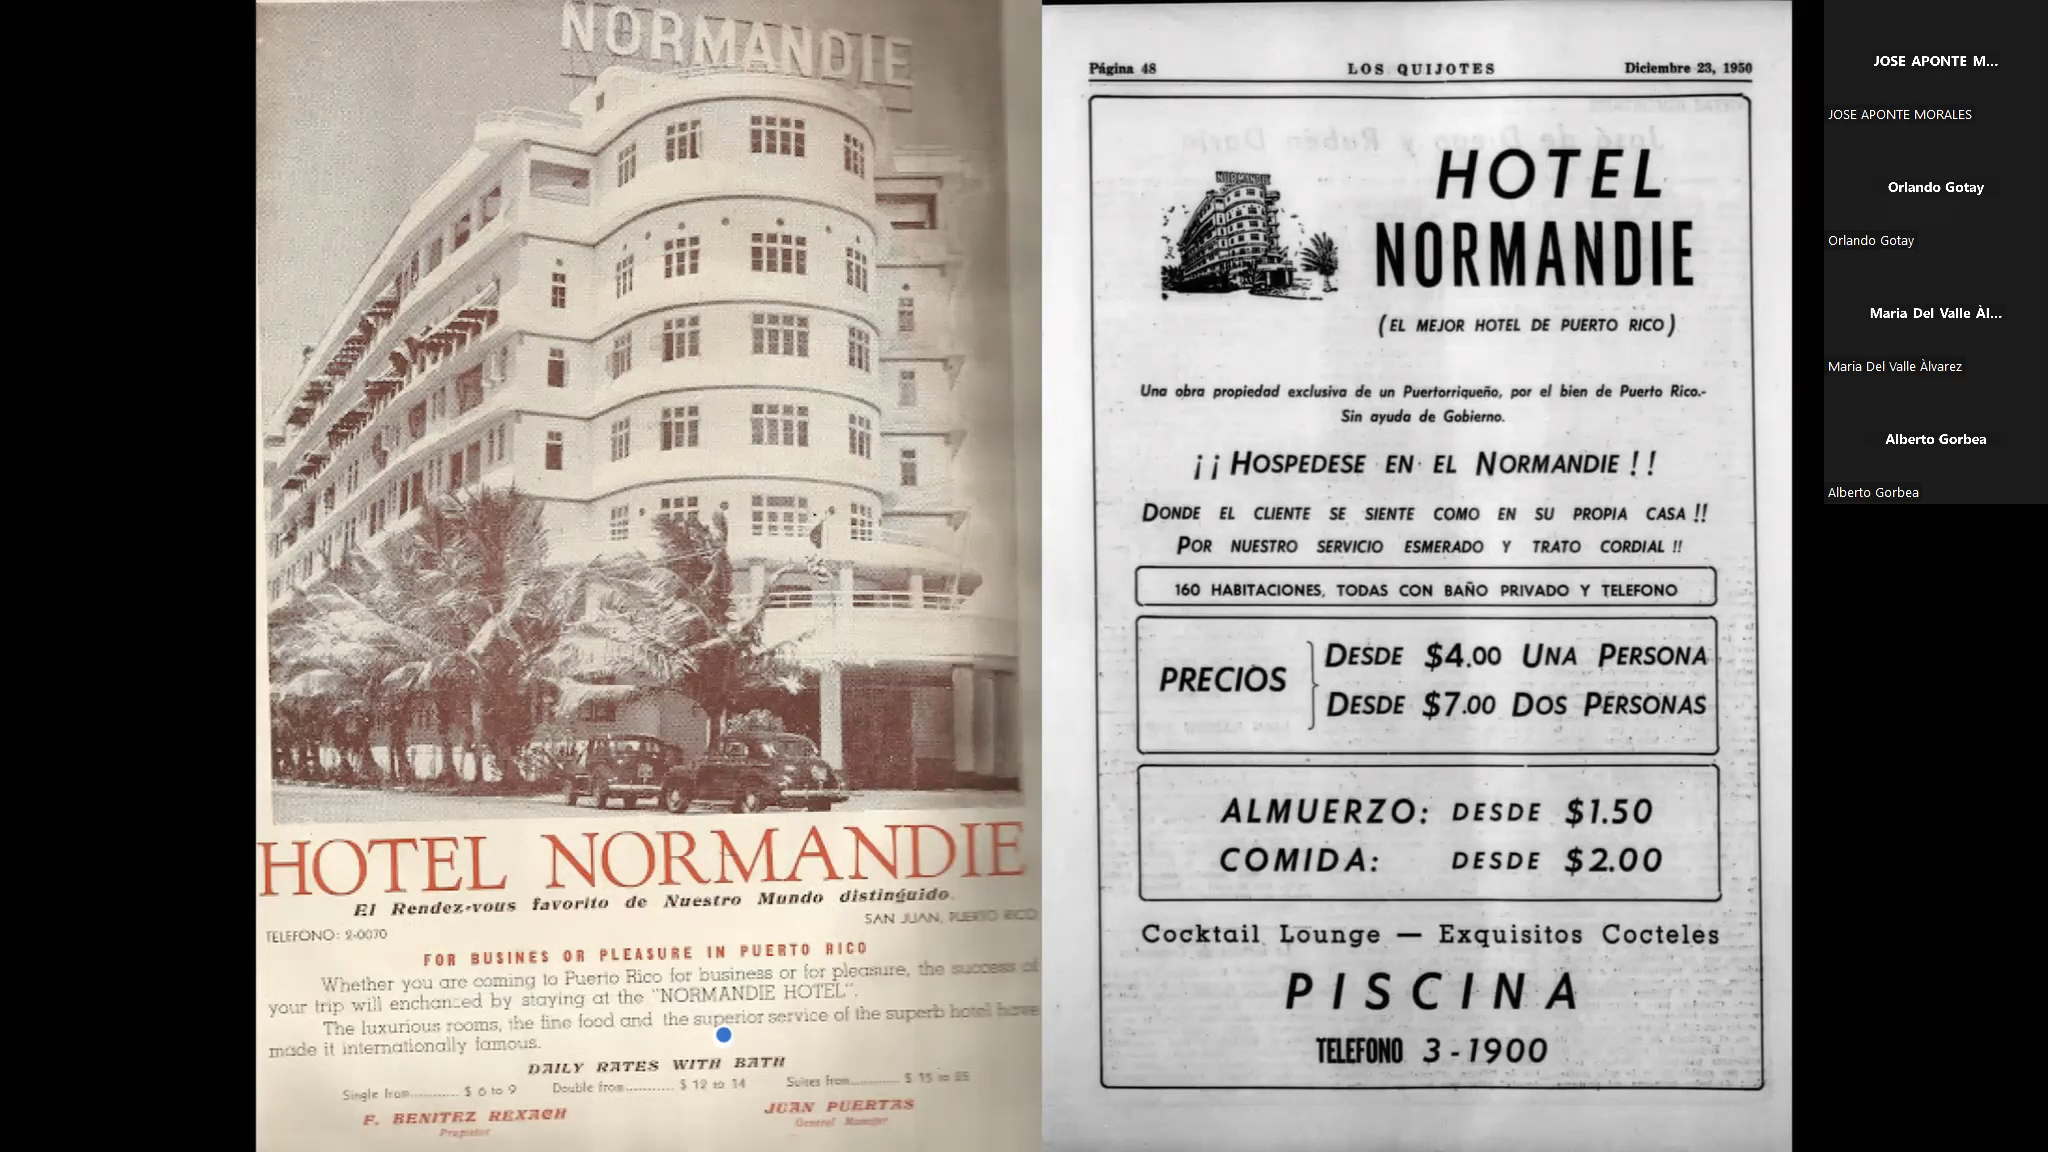 NORMANDIE
HOTEL NORMANDIE
El Rendez-vous favorito de Nuestro Mundo distinguido.
SAN JUAN, PUERTO RICO
TELEFONO: 2-0070
FOR BUSINES OR PLEASURE IN PUERTO RICO
Whether you are coming to Puerto Rico for business or for pleasure, the success of
your trip will enchanced by staying at the "NORMANDIE HOTEL".
The luxurious rooms, the fine food and the superior service of the superb hotel have
made it internationally famous.
DAILY RATES WITH BATH
Single from........... $ 6 to 9 Double from............ $ 12 to 14 Suites from............ $ 15 to 25
F. BENITEZ REXACH
Propietor
JUAN PUERTAS
General Manager
Página 48 LOS QUIJOTES Diciembre 23, 1950
NORMANDIE
HOTEL
NORMANDIE
(EL MEJOR HOTEL DE PUERTO RICO)
Una obra propiedad exclusiva de un Puertorriqueño, por el bien de Puerto Rico.-
Sin ayuda de Gobierno.
¡¡HOSPEDESE EN EL NORMANDIE!!
DONDE EL CLIENTE SE SIENTE COMO EN SU PROPIA CASA!!
POR NUESTRO SERVICIO ESMERADO Y TRATO CORDIAL!!
160 HABITACIONES, TODAS CON BAÑO PRIVADO Y TELEFONO
PRECIOS
DESDE $4.00 UNA PERSONA
DESDE $7.00 DOS PERSONAS
ALMUERZO: DESDE $1.50
COMIDA: DESDE $2.00
Cocktail Lounge — Exquisitos Cocteles
PISCINA
TELEFONO 3-1900
JOSE APONTE M...
JOSE APONTE MORALES
Orlando Gotay
Orlando Gotay
Maria Del Valle Àl...
Maria Del Valle Àlvarez
Alberto Gorbea
Alberto Gorbea